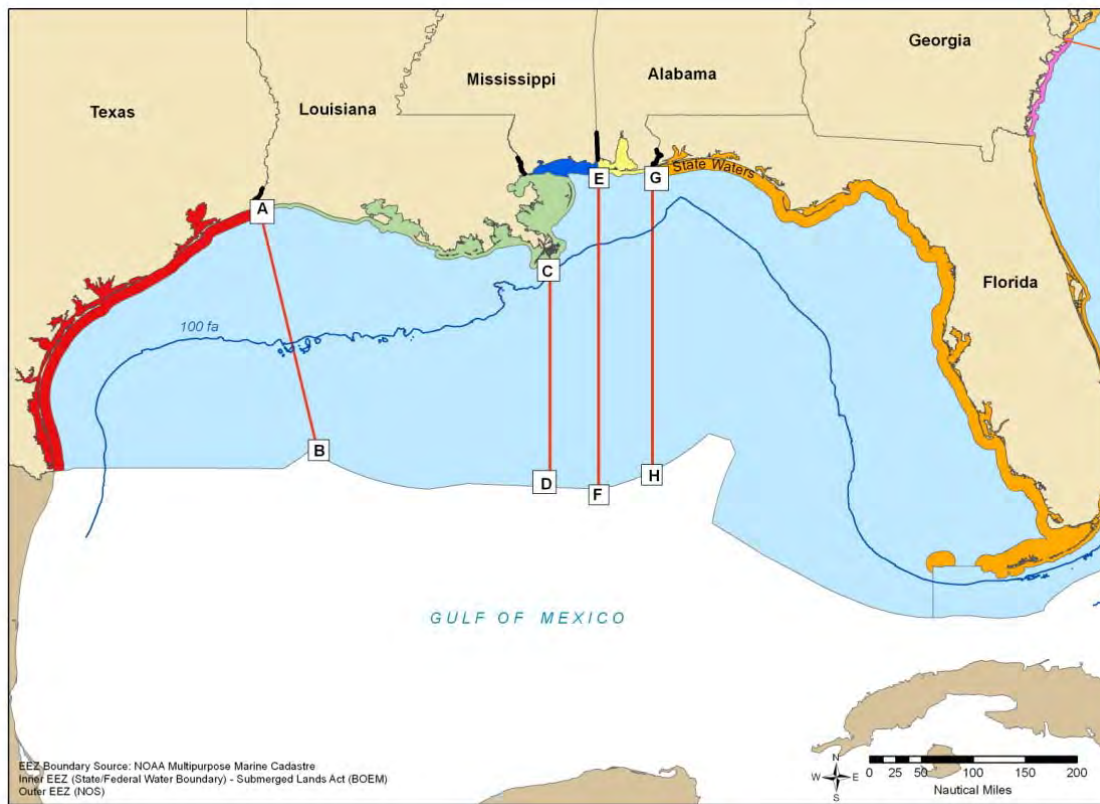 Georgia
Mississippi
Alabama
Texas
Louisiana
State Waters
E
G
A
C
Florida
100 fa
B
H
D
F
GULF OF MEXICO
EEZ Boundary Source: NOAA Multipurpose Marine Cadastre
Inner EEZ (State/Federal Water Boundary) - Submerged Lands Act (BOEM)
Outer EEZ (NOS)
N
W E
S
0 25 50 100 150 200
Nautical Miles